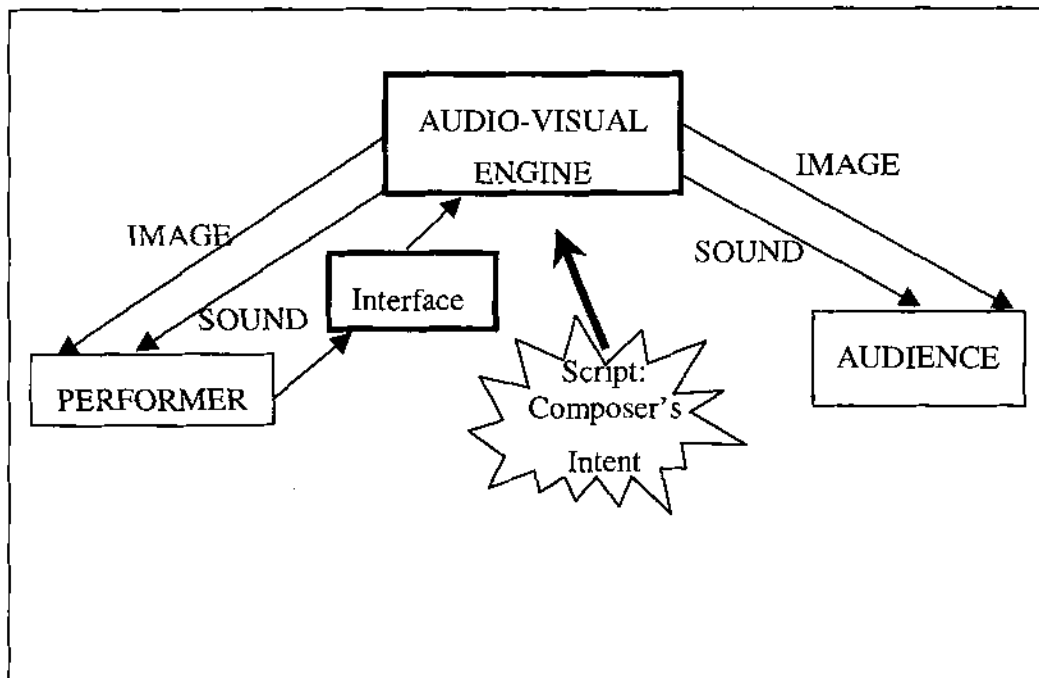 AUDIO-VISUAL
ENGINE
IMAGE
IMAGE
SOUND
Interface
SOUND
PERFORMER
AUDIENCE
Script:
Composer's
Intent